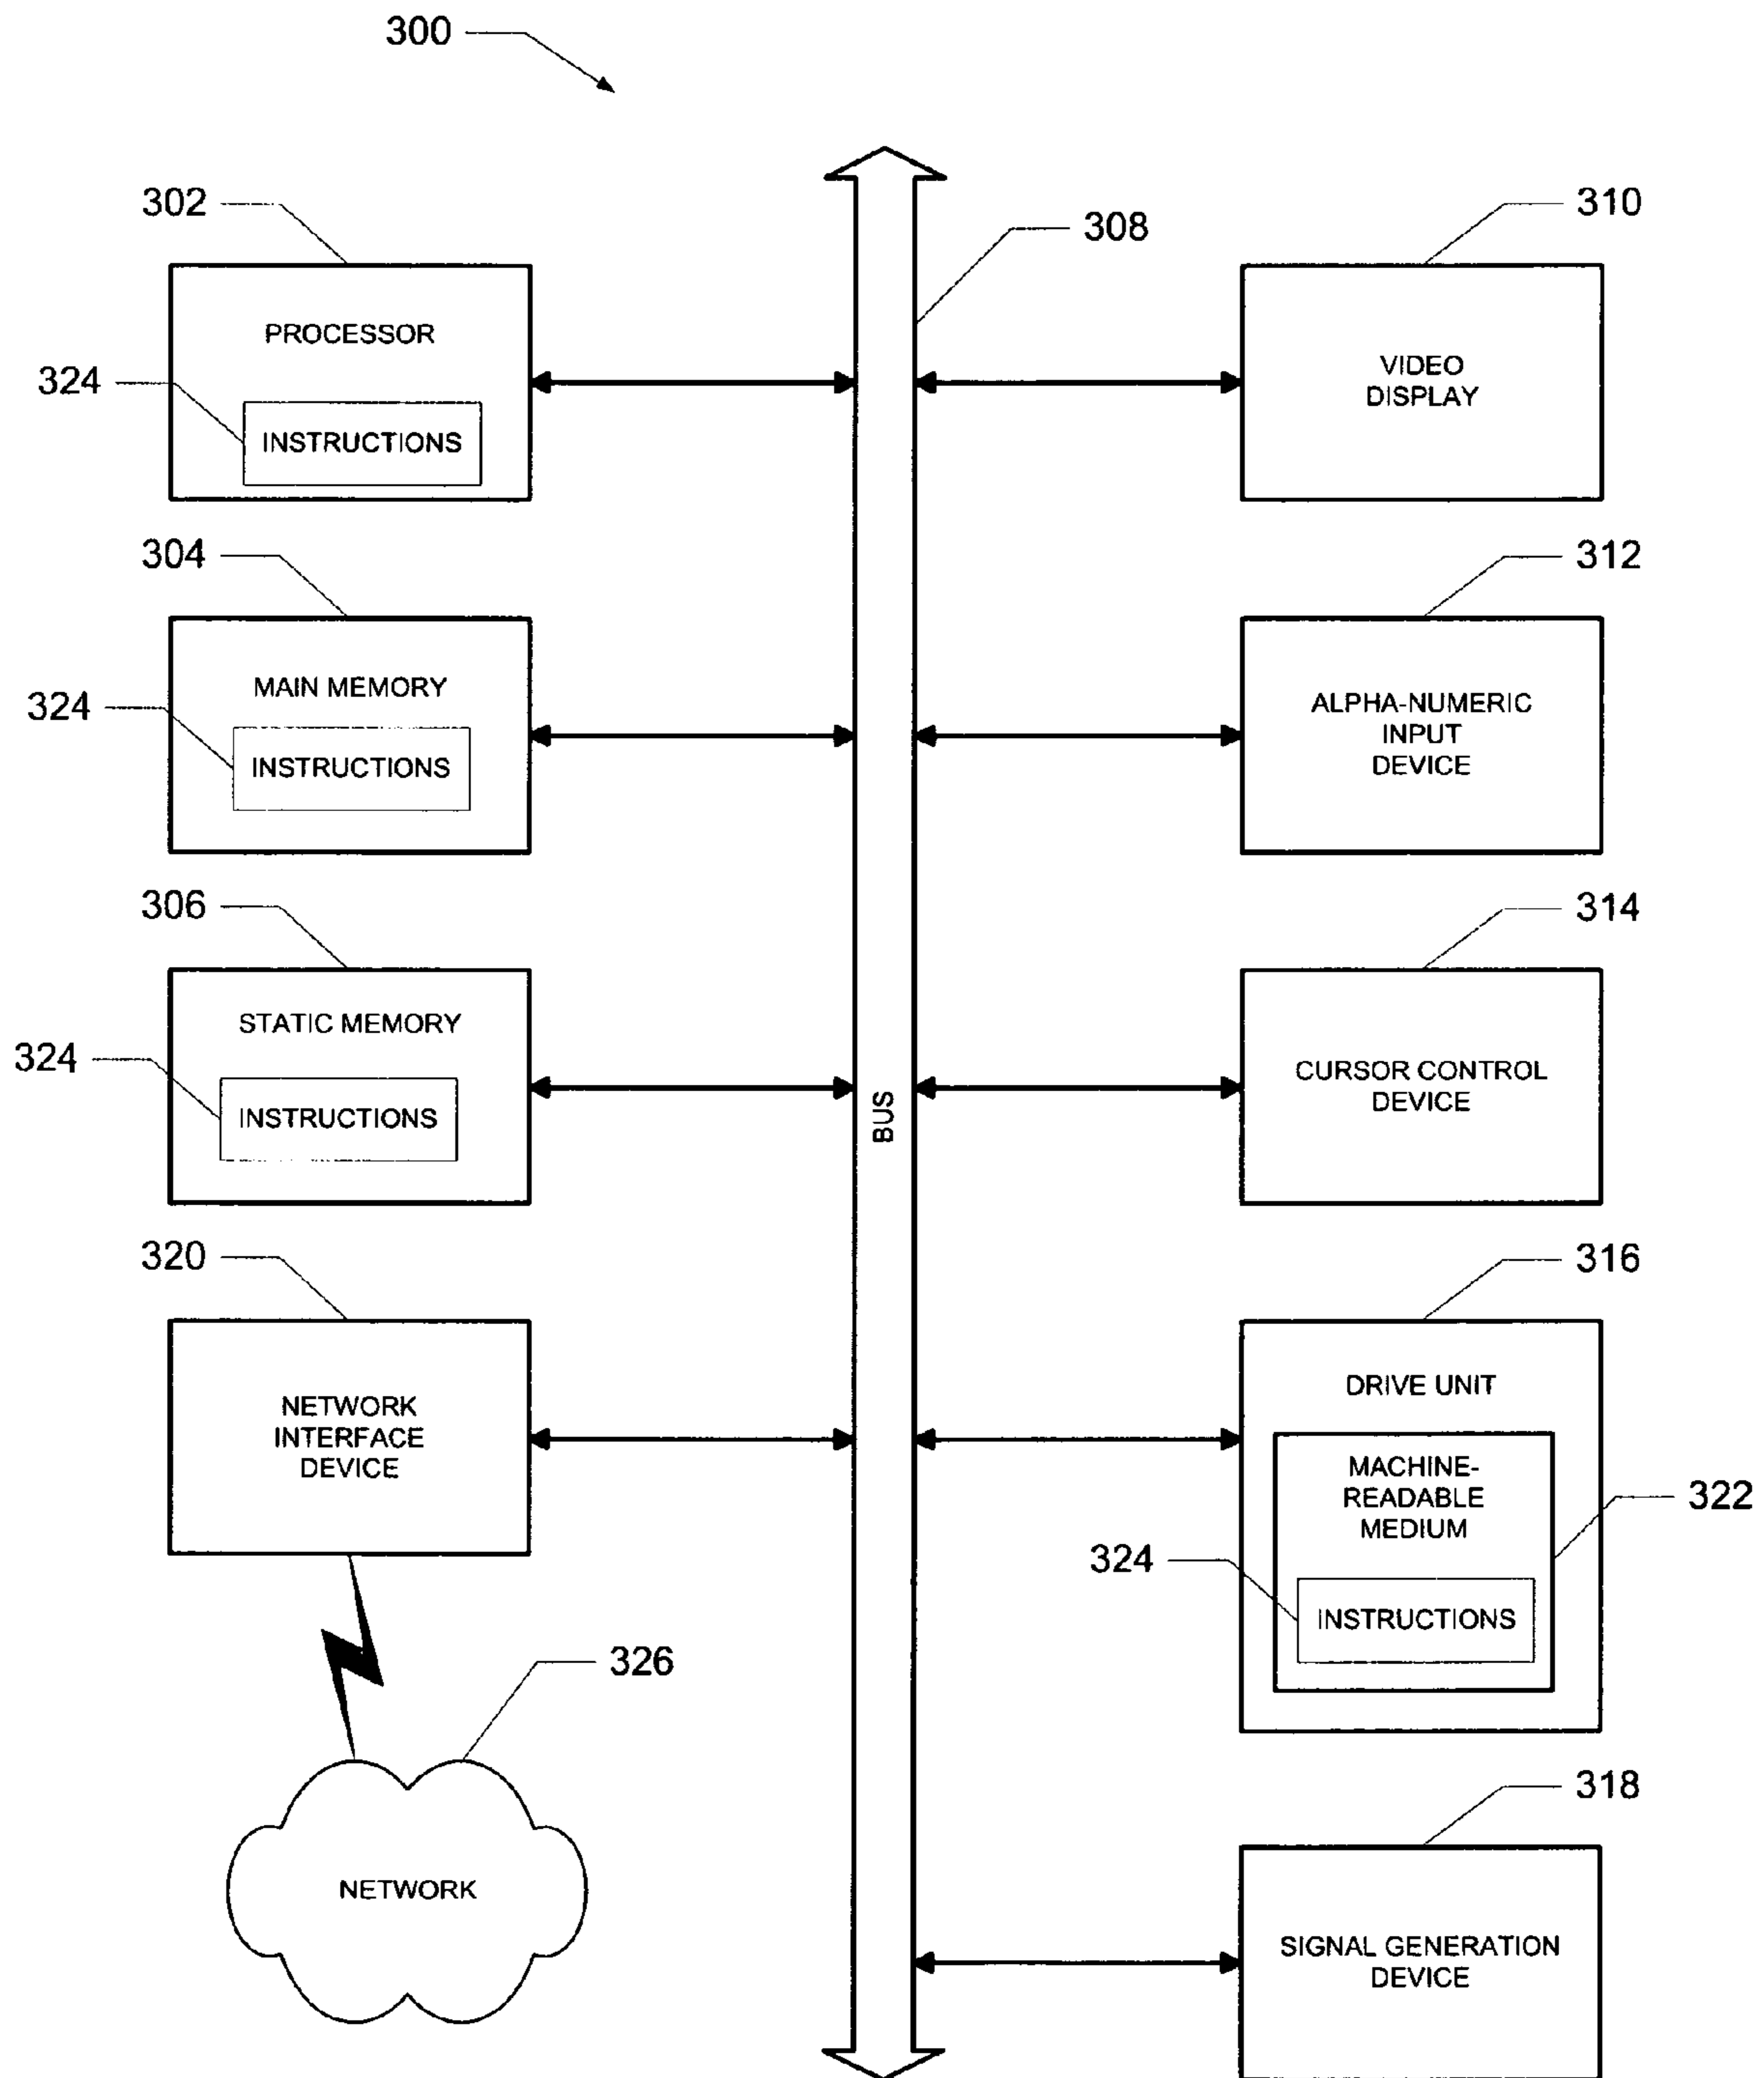 300
302
308
310
PROCESSOR
324
INSTRUCTIONS
VIDEO
DISPLAY
304
312
MAIN MEMORY
324
INSTRUCTIONS
ALPHA-NUMERIC
INPUT
DEVICE
306
314
STATIC MEMORY
324
INSTRUCTIONS
BUS
CURSOR CONTROL
DEVICE
320
316
NETWORK
INTERFACE
DEVICE
DRIVE UNIT
MACHINE-
READABLE
MEDIUM
322
324
INSTRUCTIONS
326
NETWORK
318
SIGNAL GENERATION
DEVICE